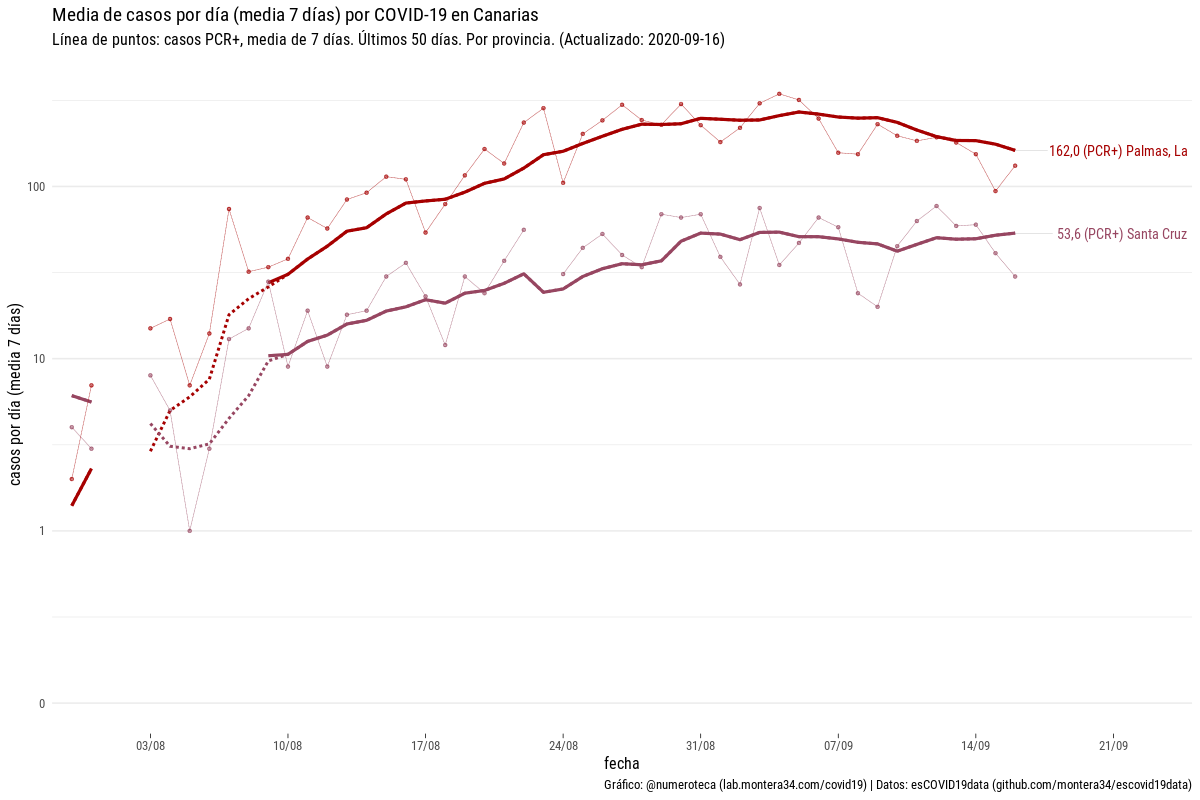 Media de casos por día (media 7 días) por COVID-19 en Canarias
Línea de puntos: casos PCR+, media de 7 días. Últimos 50 días. Por provincia. (Actualizado: 2020-09-16)
casos por día (media 7 días)
100
10
1
0
162,0 (PCR+) Palmas, La
53,6 (PCR+) Santa Cruz
03/08
10/08
17/08
24/08
31/08
07/09
14/09
21/09
fecha
Gráfico: @numeroteca (lab.montera34.com/covid19) | Datos: esCOVID19data (github.com/montera34/escovid19data)